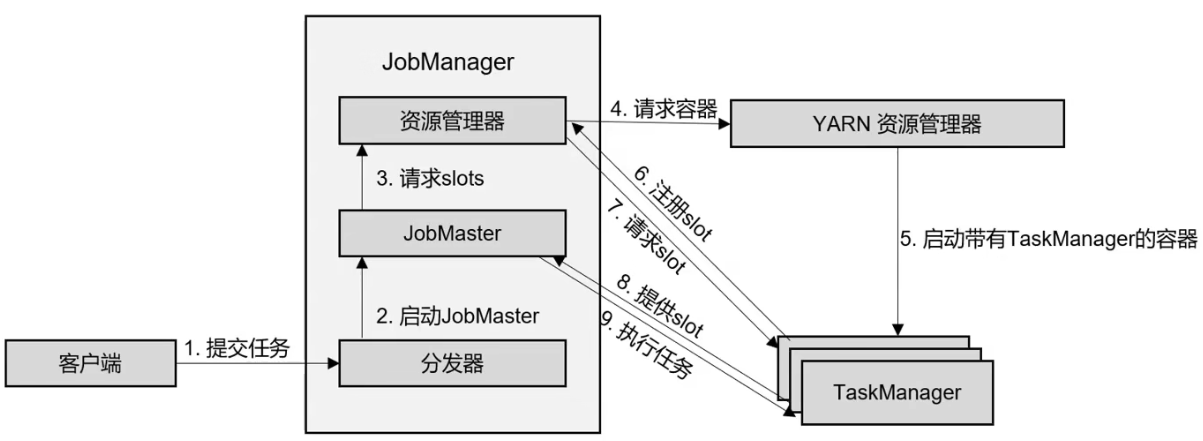 JobManager
资源管理器
4. 请求容器
YARN 资源管理器
3. 请求slots
6. 注册slot
7. 请求slot
JobMaster
5. 启动带有TaskManager的容器
8. 提供slot
9. 执行任务
2. 启动JobMaster
1. 提交任务
客户端
分发器
TaskManager